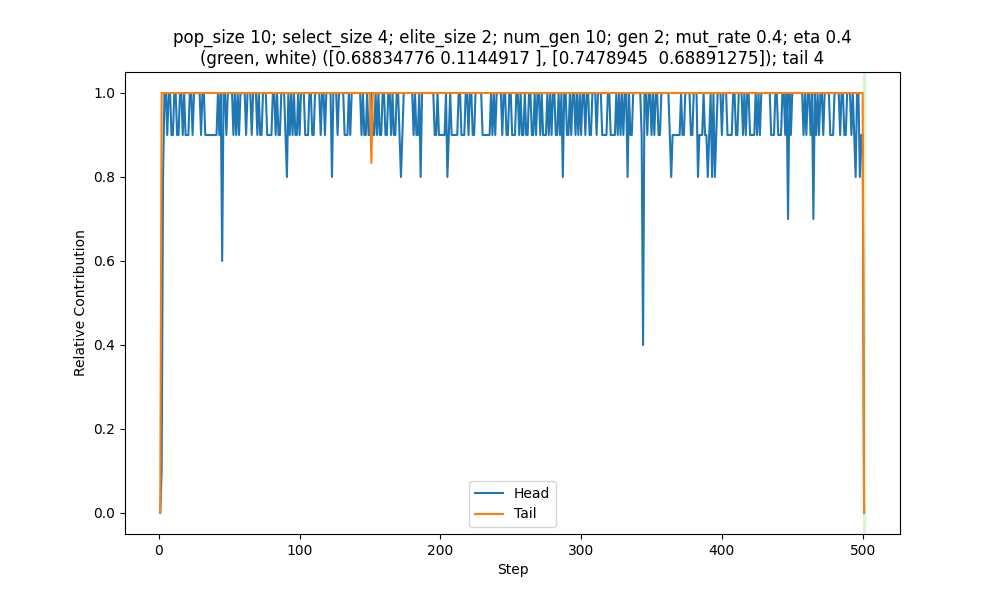 pop_size 10; select_size 4; elite_size 2; num_gen 10; gen 2; mut_rate 0.4; eta 0.4
(green, white) ([0.68834776 0.1144917 ], [0.7478945  0.68891275]); tail 4
1.0
0.8
0.6
0.4
0.2
0.0
Relative Contribution
Head
Tail
0
100
200
300
400
500
Step